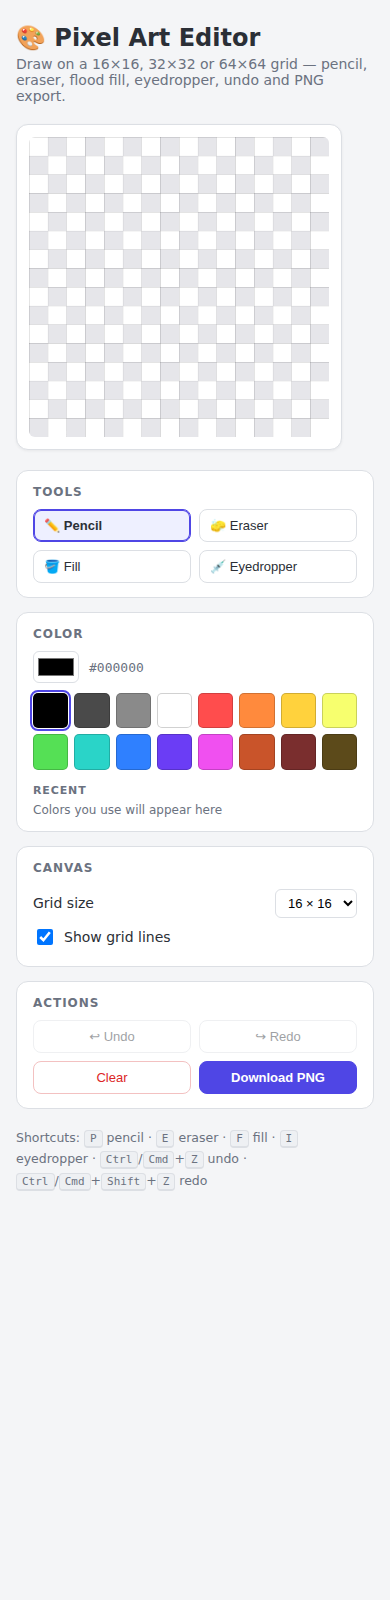 🎨 Pixel Art Editor
Draw on a 16×16, 32×32 or 64×64 grid — pencil,
eraser, flood fill, eyedropper, undo and PNG
export.
TOOLS
✏️ Pencil
🧽 Eraser
🪣 Fill
💉 Eyedropper
COLOR
#000000
RECENT
Colors you use will appear here
CANVAS
Grid size
16 × 16
Show grid lines
ACTIONS
↩ Undo
↪ Redo
Clear
Download PNG
Shortcuts: P pencil · E eraser · F fill · I
eyedropper · Ctrl/Cmd+Z undo ·
Ctrl/Cmd+Shift+Z redo